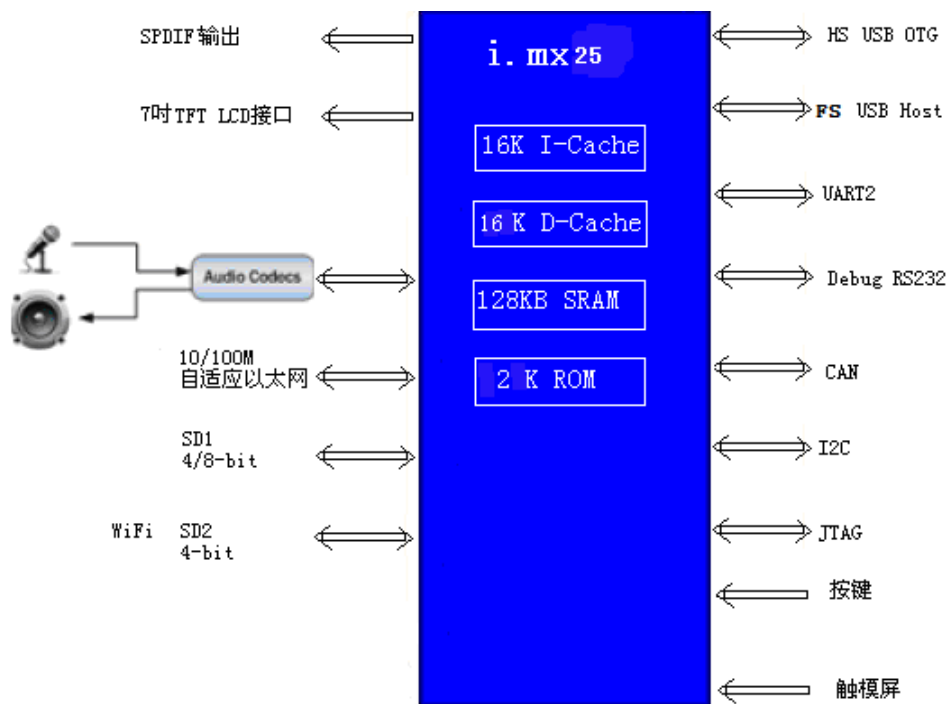 SPDIF输出
7吋TFT LCD接口
Audio Codecs
10/100M
自适应以太网
SD1
4/8-bit
WiFi SD2
4-bit
i.mx25
16K I-Cache
16 K D-Cache
128KB SRAM
2 K ROM
HS USB OTG
FS USB Host
UART2
Debug RS232
CAN
I2C
JTAG
按键
触模屏